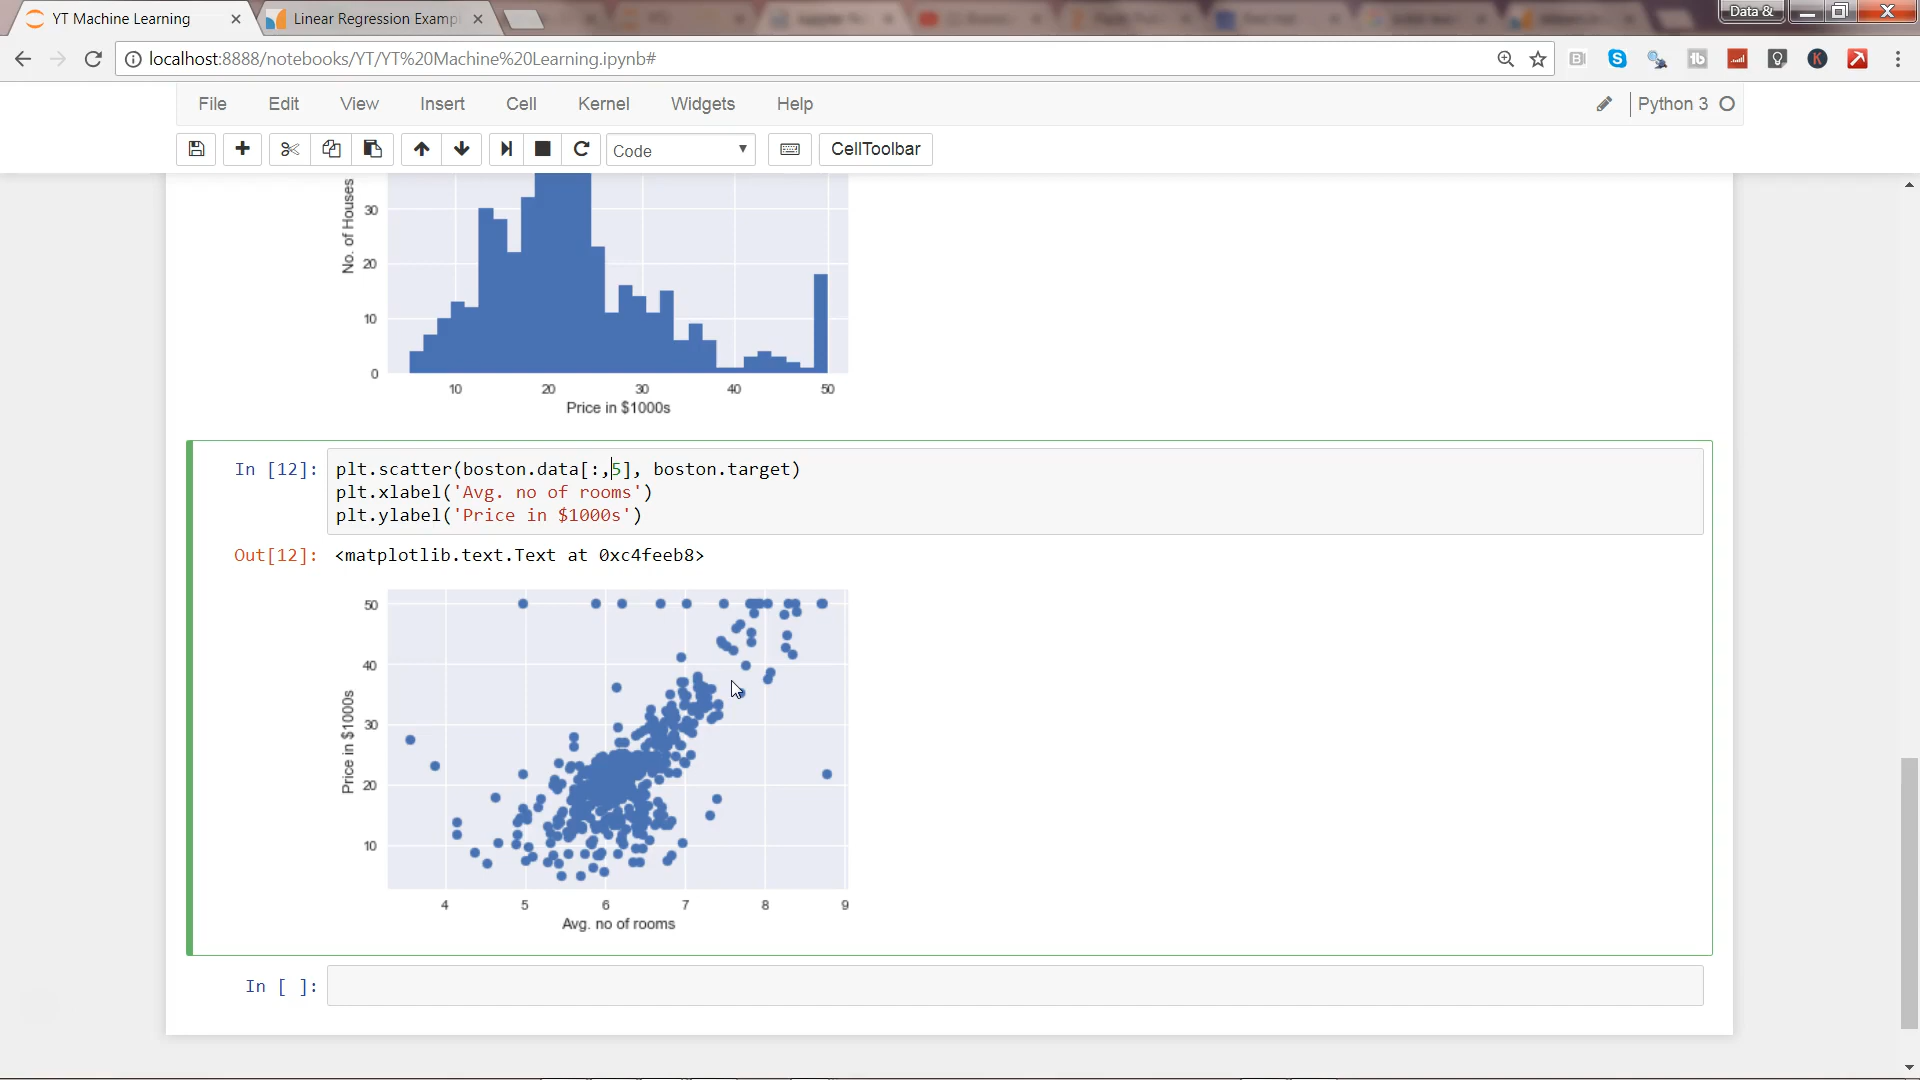 YT Machine Learning
Linear Regression Examp
Data &
localhost:8888/notebooks/YT/YT%20Machine%20Learning.ipynb#
File Edit View Insert Cell Kernel Widgets Help
Python 3
Code
CellToolbar
No. of Houses
30
20
10
0
10 20 30 40 50
Price in $1000s
In [12]:
plt.scatter(boston.data[:,5], boston.target)
plt.xlabel('Avg. no of rooms')
plt.ylabel('Price in $1000s')
Out[12]: <matplotlib.text.Text at 0xc4feeb8>
Price in $1000s
50
40
30
20
10
4 5 6 7 8 9
Avg. no of rooms
In [ ]: